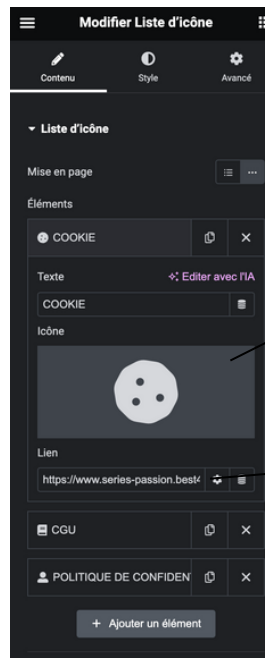 Modifier Liste d'icône
Contenu
Style
Avancé
Liste d'icône
Mise en page
Éléments
COOKIE
Texte
Editer avec l'IA
COOKIE
Icône
Lien
https://www.series-passion.best
CGU
POLITIQUE DE CONFIDEN
+ Ajouter un élément